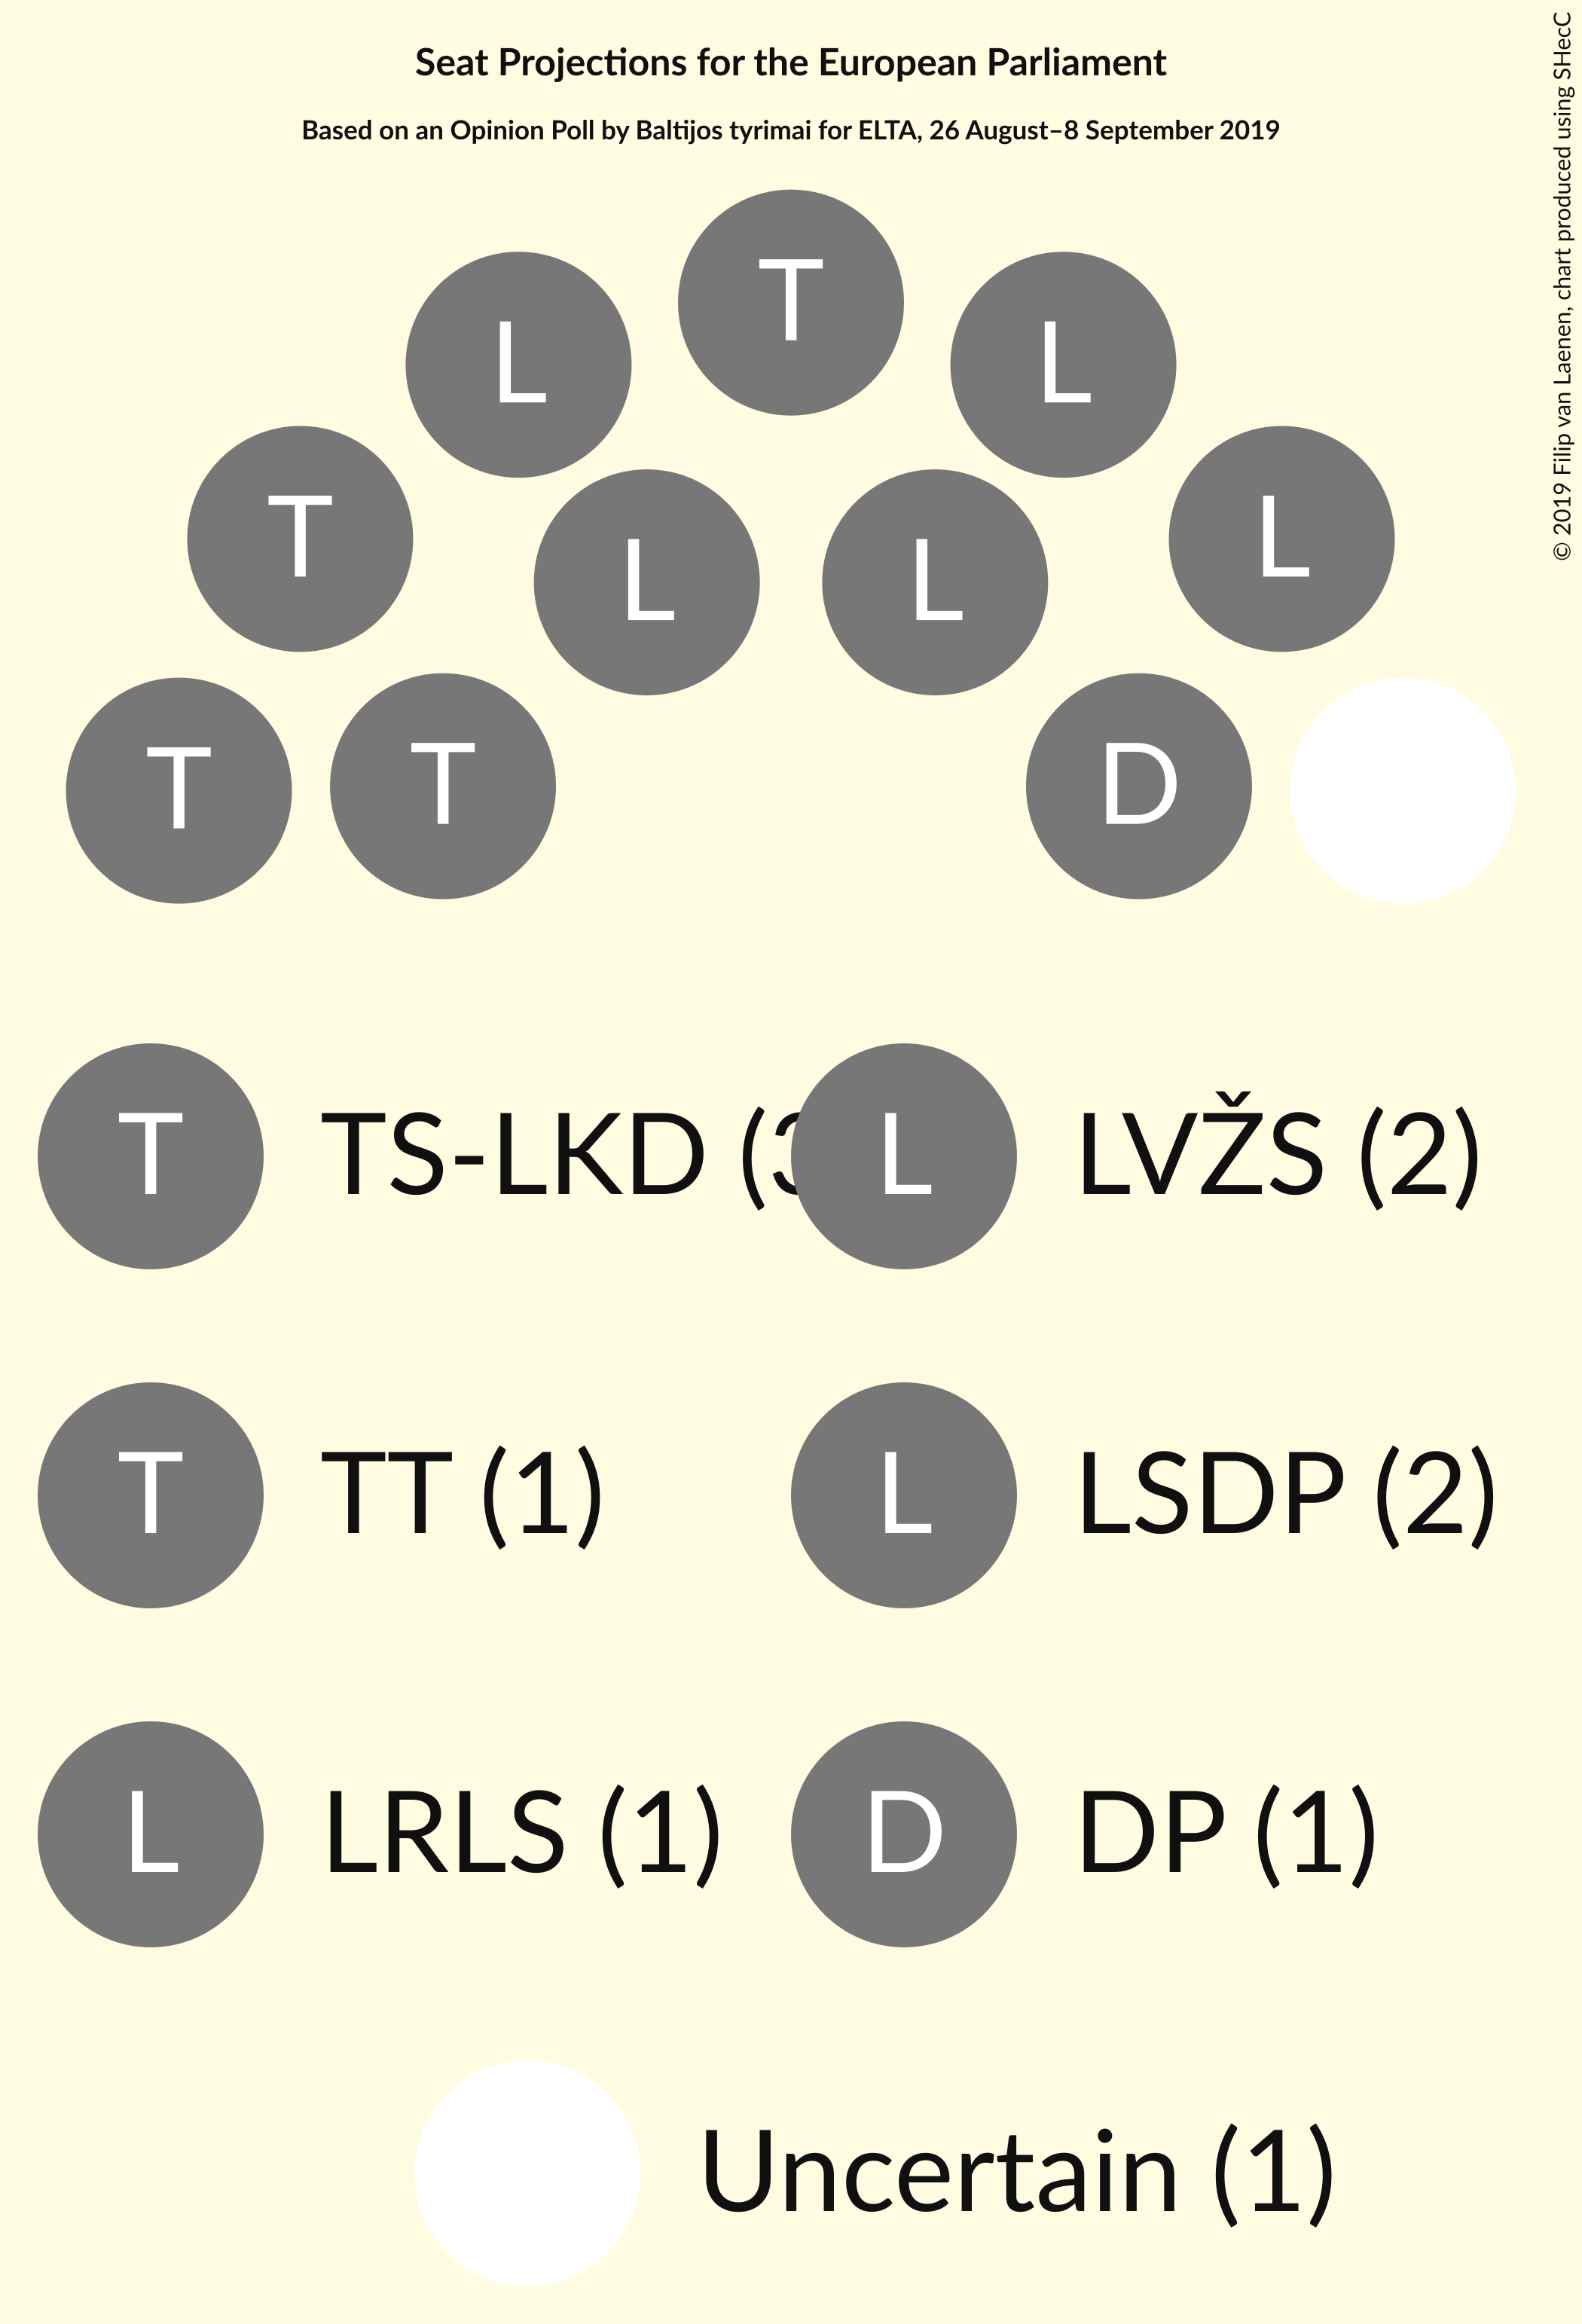 Seat Projections for the European Parliament
Based on an Opinion Poll by Baltijos tyrimai for ELTA, 26 August–8 September 2019
© 2019 Filip van Laenen, chart produced using SHecC
T
L L
T L
L L
T T D
T TS-LKD (3 L LVŽS (2)
T TT (1) L LSDP (2)
L LRLS (1) D DP (1)
Uncertain (1)